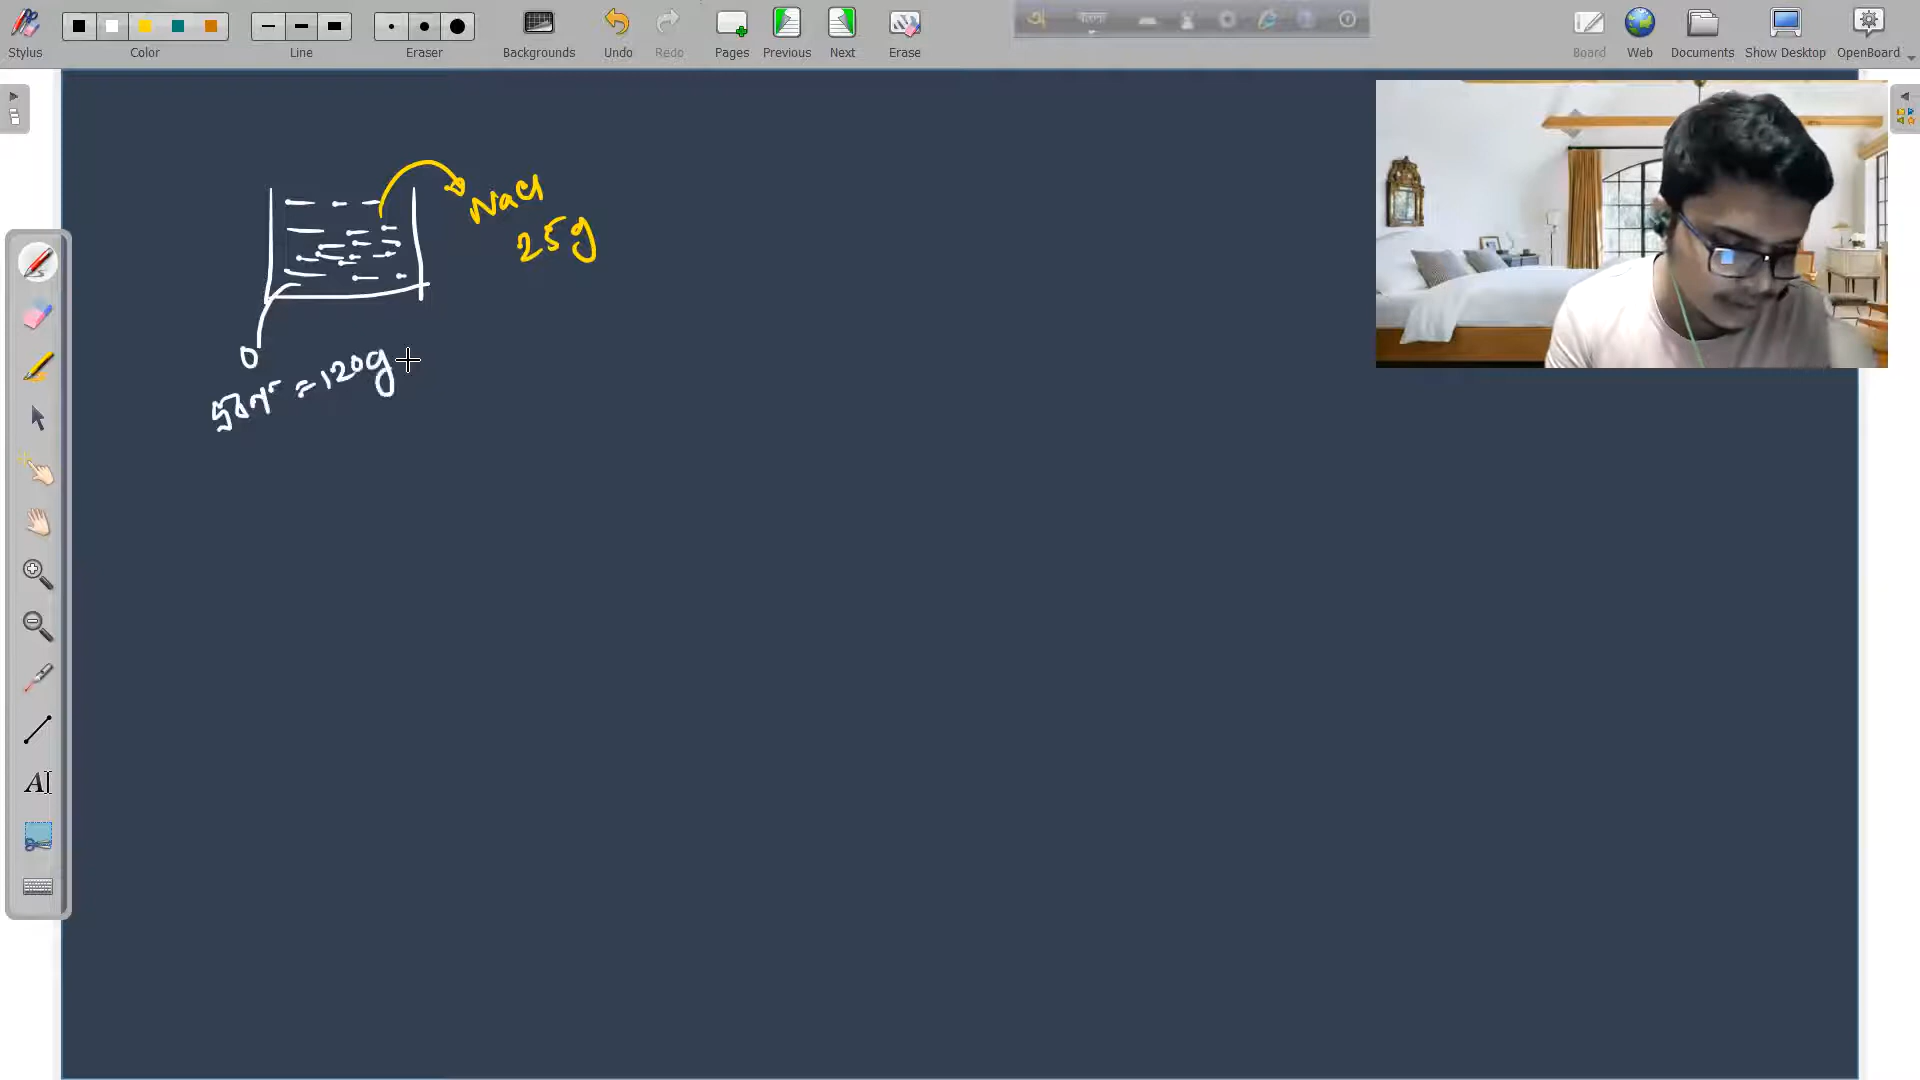 Stylus
Color
Line
Eraser
Backgrounds
Undo
Redo
Pages
Previous
Next
Erase
Board
Web
Documents
Show Desktop
OpenBoard
NaCl
25g
= 120g